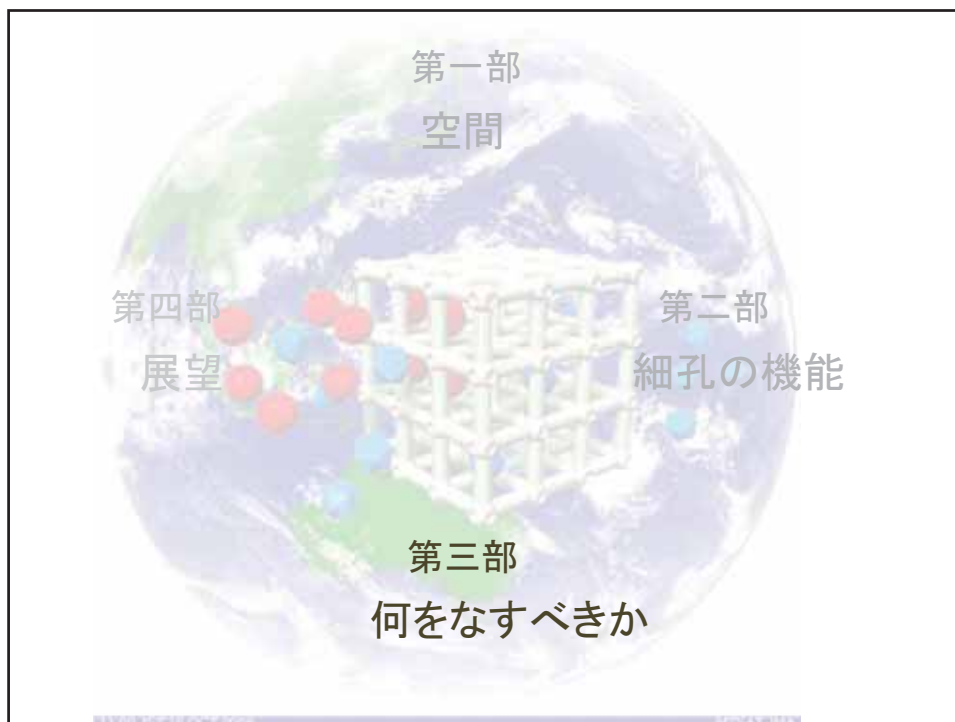 第一部
空間
第二部
細孔の機能
第三部
何をなすべきか
第四部
展望